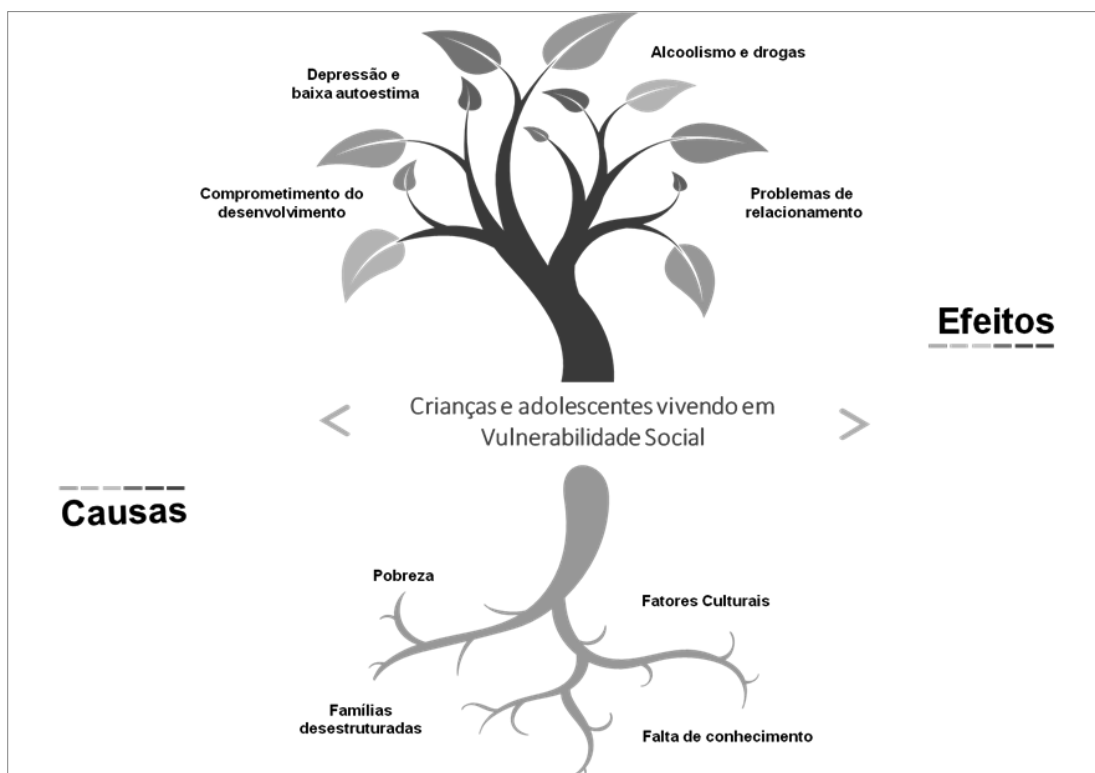 Alcoolismo e drogas
Depressão e
baixa autoestima
Comprometimento do
desenvolvimento
Problemas de
relacionamento
Efeitos
Crianças e adolescentes vivendo em
Vulnerabilidade Social
Causas
Pobreza
Fatores Culturais
Famílias
desestruturadas
Falta de conhecimento